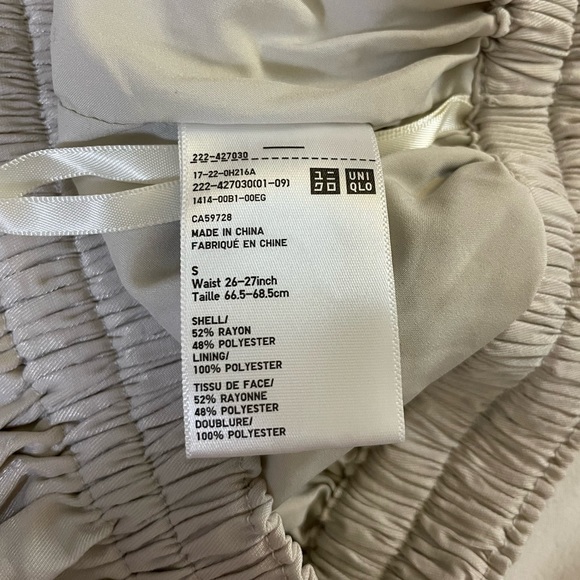 222-427030
17-22-0H216A
222-427030(01-09)
1414-00B1-00EG
ユニ
クロ
UNI
QLO
CA59728
MADE IN CHINA
FABRIQUÉ EN CHINE
S
Waist 26-27inch
Taille 66.5-68.5cm
SHELL/
52% RAYON
48% POLYESTER
LINING/
100% POLYESTER
TISSU DE FACE/
52% RAYONNE
48% POLYESTER
DOUBLURE/
100% POLYESTER